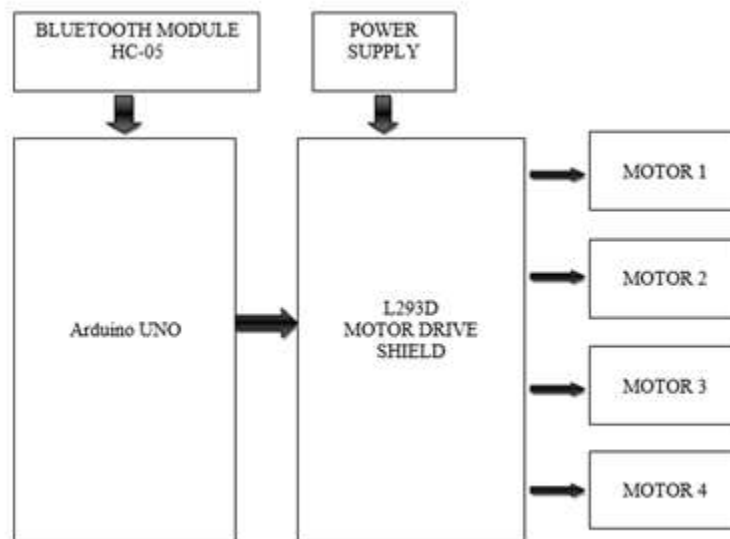 BLUETOOTH MODULE
HC-05
POWER
SUPPLY
Arduino UNO
L293D
MOTOR DRIVE
SHIELD
MOTOR 1
MOTOR 2
MOTOR 3
MOTOR 4